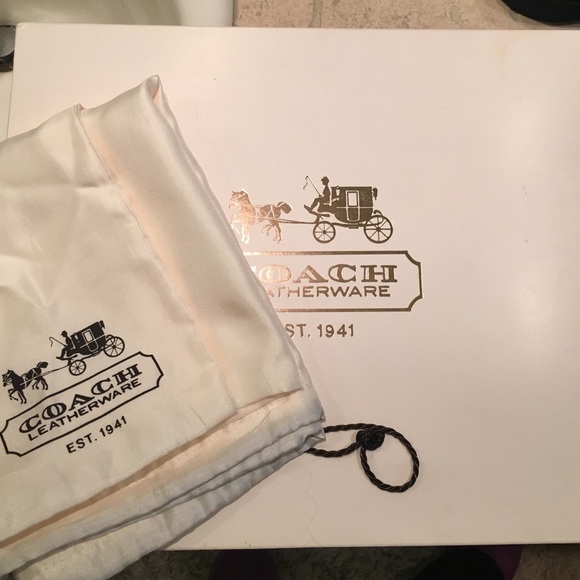 COACH
LEATHERWARE
EST. 1941
COACH
LEATHERWARE
EST. 1941